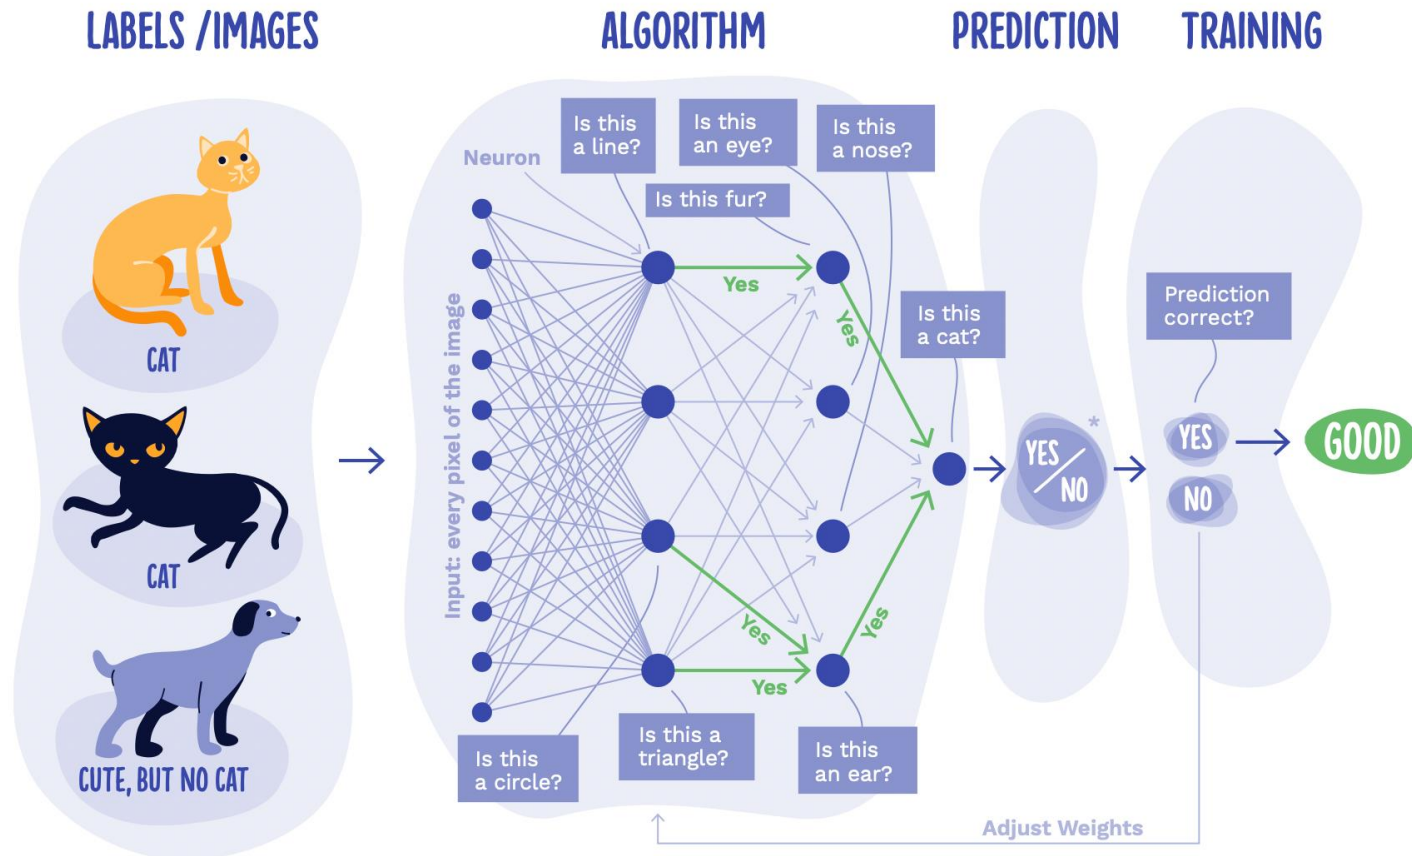 LABELS /IMAGES
ALGORITHM
PREDICTION
TRAINING
CAT
CAT
CUTE, BUT NO CAT
Input: every pixel of the image
Neuron
Is this
a line?
Is this
an eye?
Is this
a nose?
Is this fur?
Yes
Yes
Is this
a cat?
Yes
Yes
Yes
Is this
a circle?
Is this a
triangle?
Is this
an ear?
YES
/
NO
*
Prediction
correct?
YES
NO
GOOD
Adjust Weights